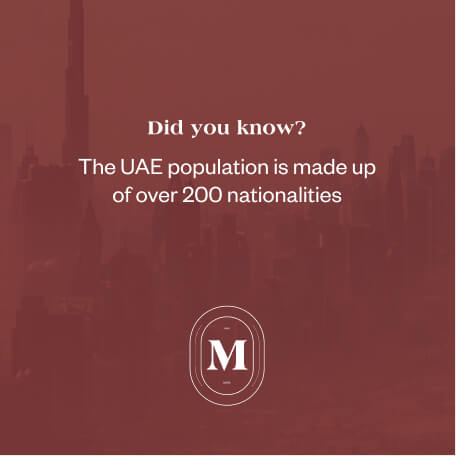 Did you know?
The UAE population is made up
of over 200 nationalities
M